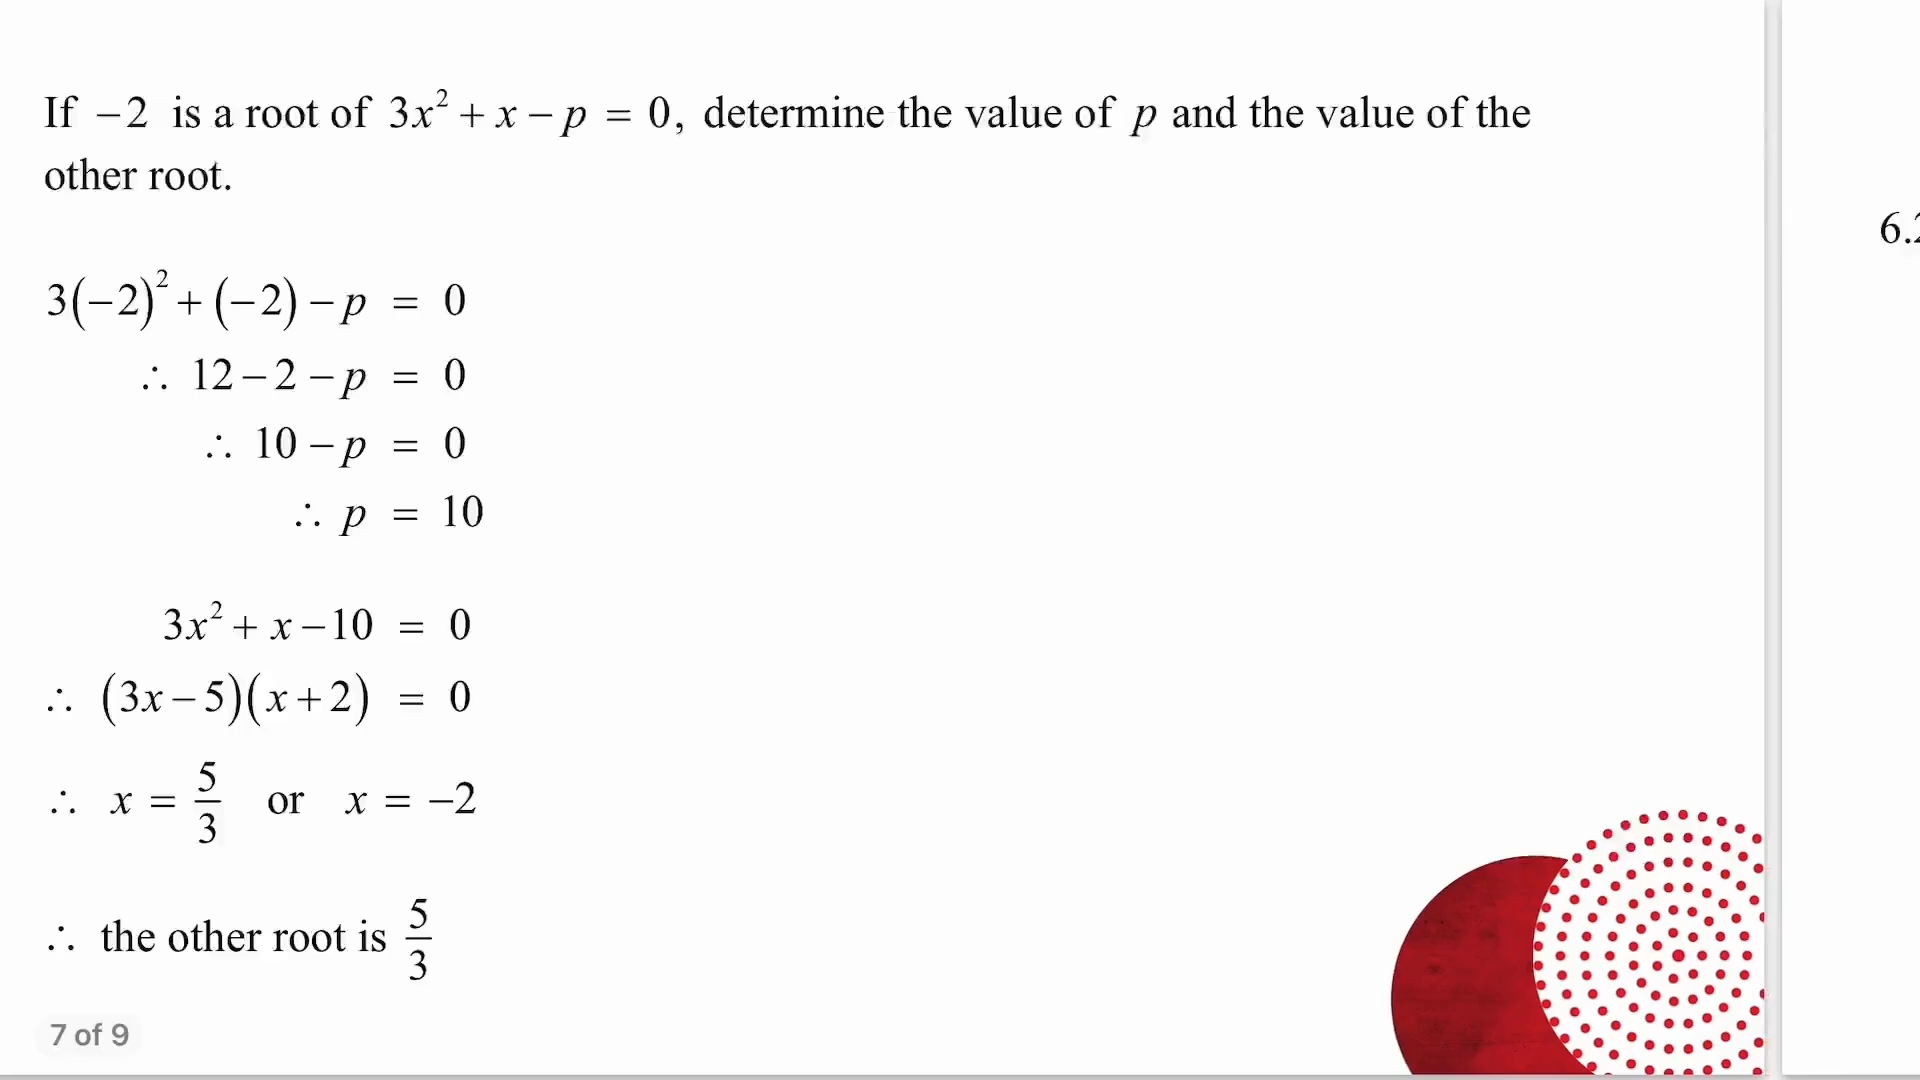 If −2 is a root of 3x² + x − p = 0, determine the value of p and the value of the
other root.
6.2
3(−2)² + (−2) − p = 0
∴ 12 − 2 − p = 0
∴ 10 − p = 0
∴ p = 10
3x² + x − 10 = 0
∴ (3x − 5)(x + 2) = 0
∴ x = 5/3 or x = −2
∴ the other root is 5/3
7 of 9